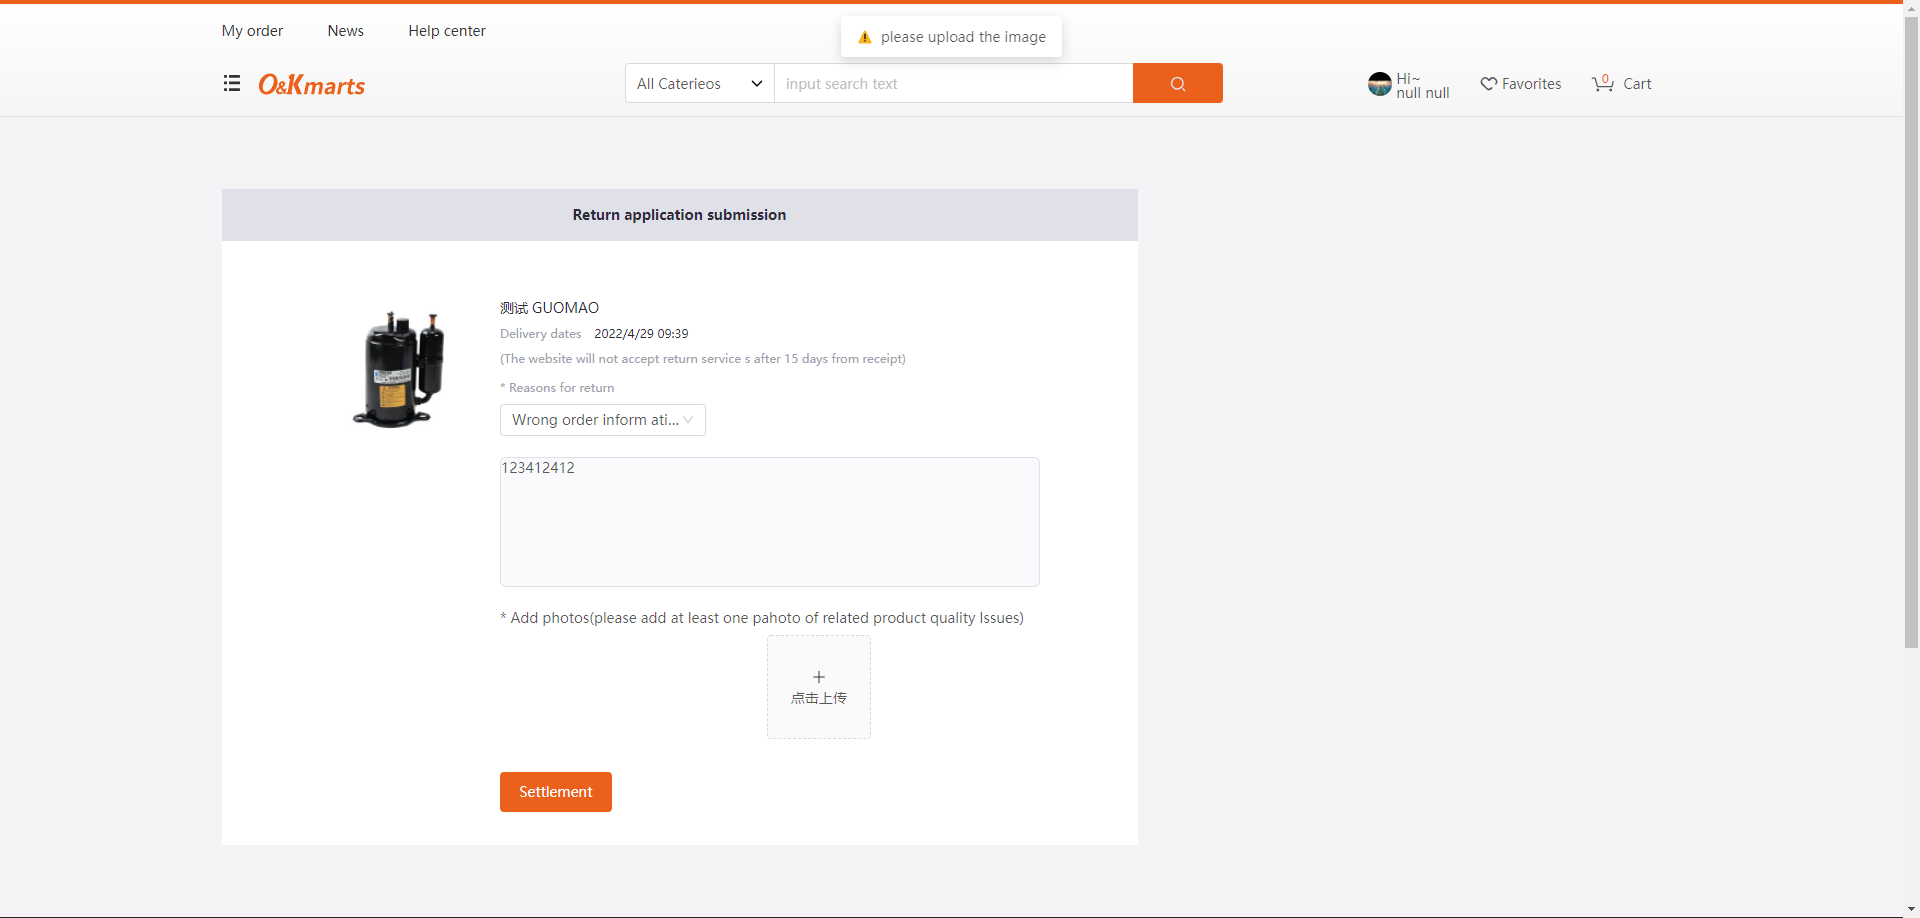 My order
News
Help center
please upload the image
O&Kmarts
All Caterieos
input search text
Hi~
null null
Favorites
0
Cart
Return application submission
测试 GUOMAO
Delivery dates 2022/4/29 09:39
(The website will not accept return service s after 15 days from receipt)
* Reasons for return
Wrong order inform ati...
123412412
* Add photos(please add at least one pahoto of related product quality Issues)
点击上传
Settlement